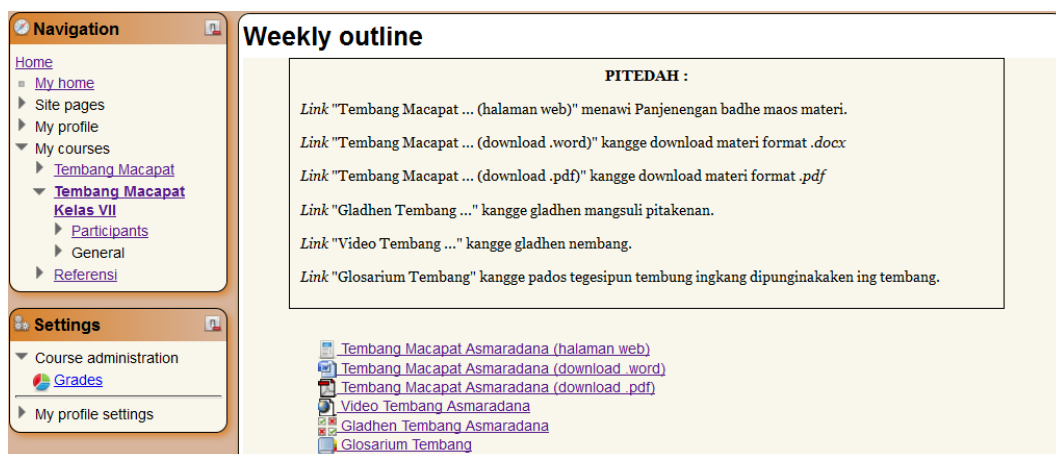 Navigation
Home
My home
Site pages
My profile
My courses
Tembang Macapat
Tembang Macapat
Kelas VII
Participants
General
Referensi
Settings
Course administration
Grades
My profile settings
Weekly outline
PITEDAH :
Link "Tembang Macapat ... (halaman web)" menawi Panjenengan badhe maos materi.
Link "Tembang Macapat ... (download .word)" kangge download materi format .docx
Link "Tembang Macapat ... (download .pdf)" kangge download materi format .pdf
Link "Gladhen Tembang ..." kangge gladhen mangsuli pitakenan.
Link "Video Tembang ..." kangge gladhen nembang.
Link "Glosarium Tembang" kangge pados tegesipun tembung ingkang dipunginakaken ing tembang.
Tembang Macapat Asmaradana (halaman web)
Tembang Macapat Asmaradana (download .word)
Tembang Macapat Asmaradana (download .pdf)
Video Tembang Asmaradana
Gladhen Tembang Asmaradana
Glosarium Tembang